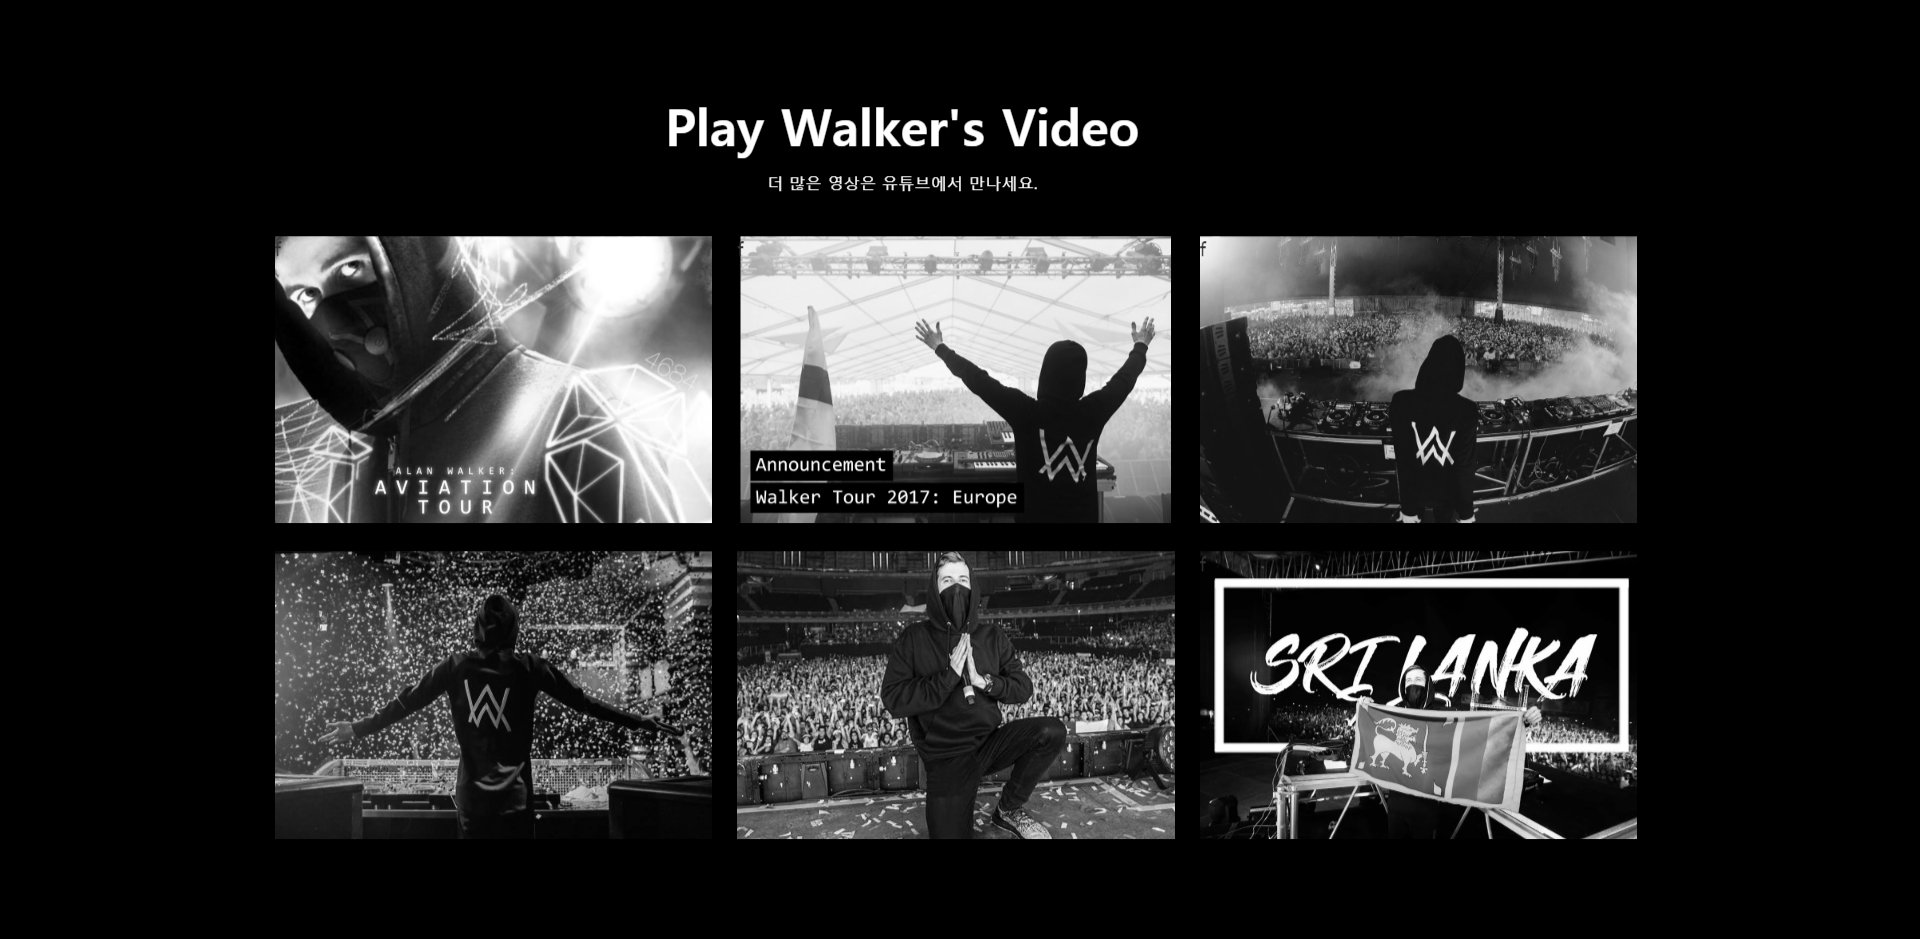 Play Walker's Video
더 많은 영상은 유튜브에서 만나세요.
f
f
f
4684
ALAN WALKER:
AVIATION
TOUR
Announcement
Walker Tour 2017: Europe
SRI LANKA